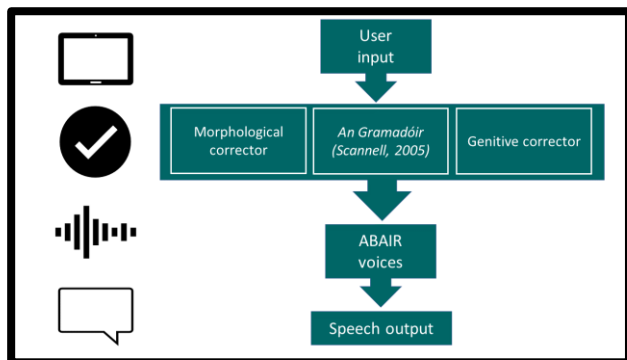 User
input
Morphological
corrector
An Gramadóir
(Scannell, 2005)
Genitive corrector
ABAIR
voices
Speech output